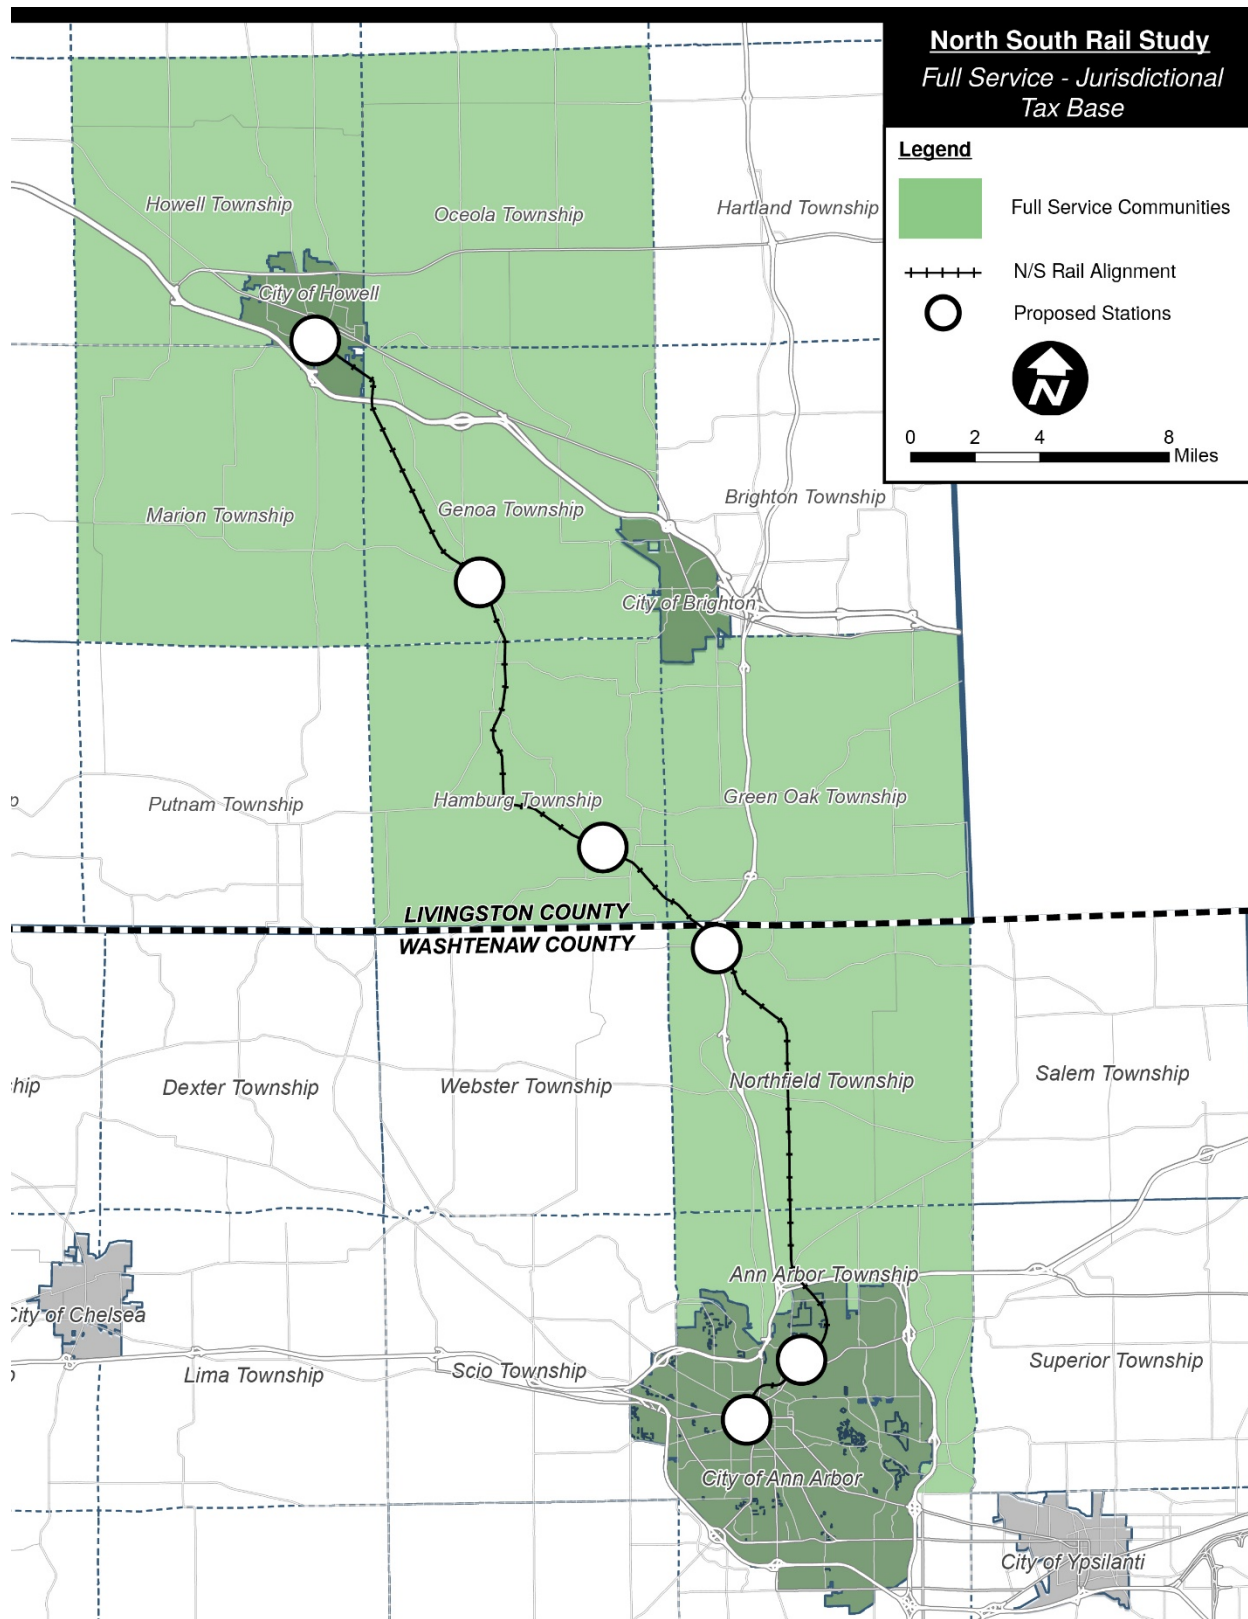 North South Rail Study
Full Service - Jurisdictional
Tax Base
Legend
Full Service Communities
N/S Rail Alignment
Proposed Stations
N
0 2 4 8
Miles
Howell Township
Oceola Township
Hartland Township
City of Howell
Marion Township
Genoa Township
Brighton Township
City of Brighton
Putnam Township
Hamburg Township
Green Oak Township
LIVINGSTON COUNTY
WASHTENAW COUNTY
Dexter Township
Webster Township
Northfield Township
Salem Township
Ann Arbor Township
City of Chelsea
Lima Township
Scio Township
Superior Township
City of Ann Arbor
City of Ypsilanti